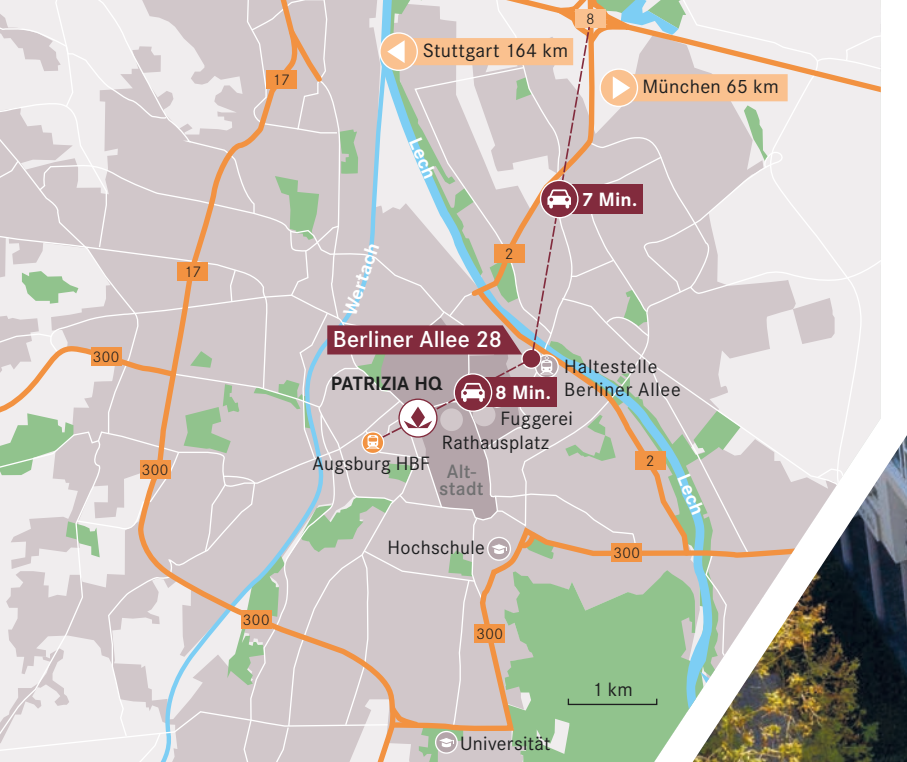 8
Stuttgart 164 km
17
München 65 km
Lech
7 Min.
2
17
Wertach
Berliner Allee 28
300
Haltestelle
Berliner Allee
PATRIZIA HQ
8 Min.
Fuggerei
Rathausplatz
Augsburg HBF
Alt-
stadt
300
2
Lech
Hochschule
300
300
300
1 km
Universität